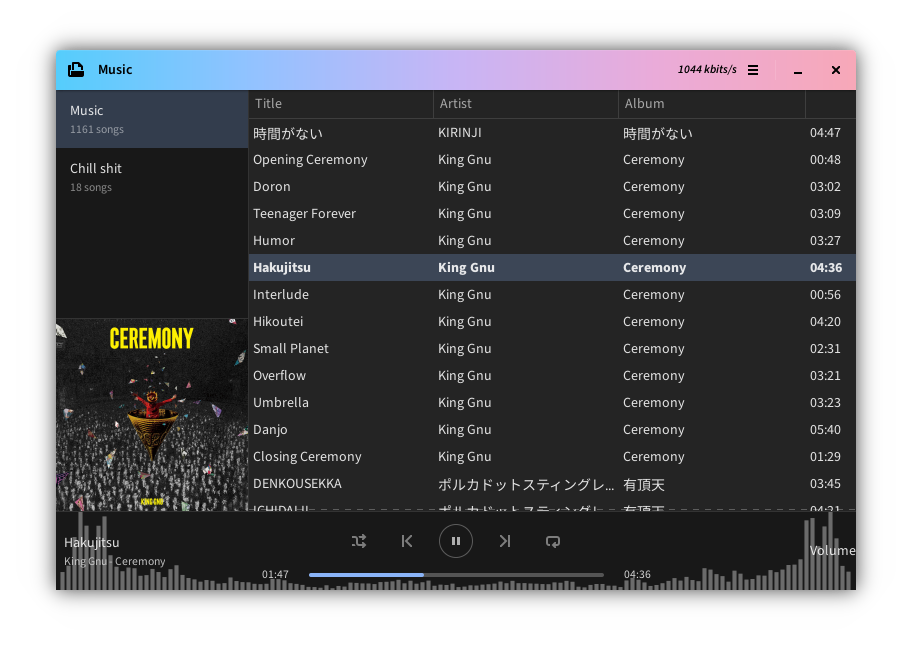 Music 1044 kbits/s
Music
1161 songs
Chill shit
18 songs
Title Artist Album
時間がない KIRINJI 時間がない 04:47
Opening Ceremony King Gnu Ceremony 00:48
Doron King Gnu Ceremony 03:02
Teenager Forever King Gnu Ceremony 03:09
Humor King Gnu Ceremony 03:27
Hakujitsu King Gnu Ceremony 04:36
Interlude King Gnu Ceremony 00:56
Hikoutei King Gnu Ceremony 04:20
Small Planet King Gnu Ceremony 02:31
Overflow King Gnu Ceremony 03:21
Umbrella King Gnu Ceremony 03:23
Danjo King Gnu Ceremony 05:40
Closing Ceremony King Gnu Ceremony 01:29
DENKOUSEKKA ポルカドットスティングレ... 有頂天 03:45
CEREMONY
KING GNU
Hakujitsu
King Gnu - Ceremony
01:47 04:36
Volume